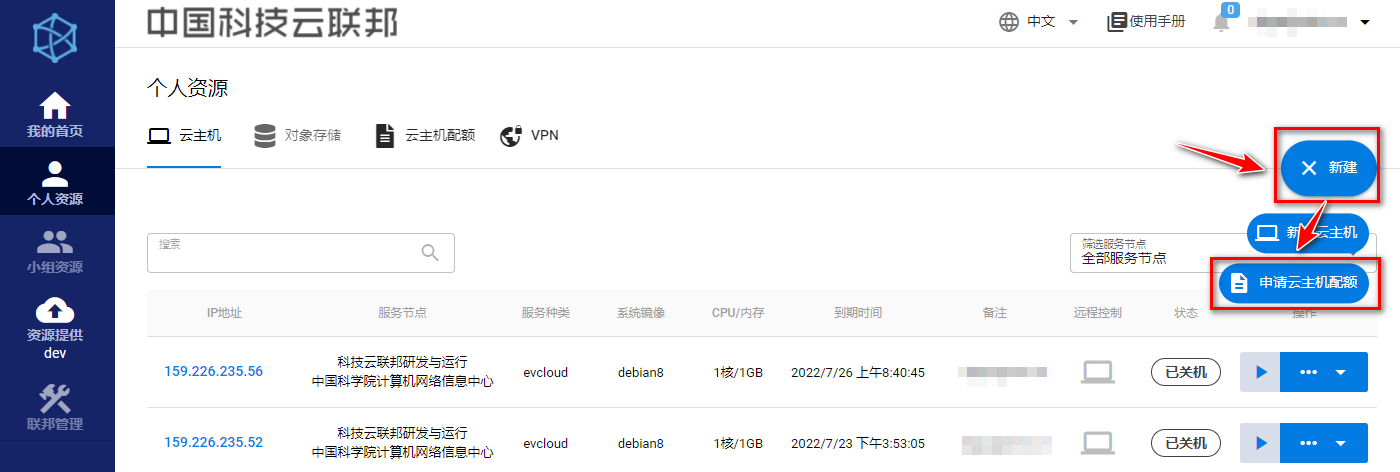 中国科技云联邦
中文
使用手册
0
我的首页
个人资源
小组资源
资源提供
dev
联邦管理
个人资源
云主机
对象存储
云主机配额
VPN
新建
云主机
申请云主机配额
搜索
筛选服务节点
全部服务节点
IP地址
服务节点
服务种类
系统镜像
CPU/内存
到期时间
备注
远程控制
状态
操作
159.226.235.56
科技云联邦研发与运行
中国科学院计算机网络信息中心
evcloud
debian8
1核/1GB
2022/7/26 上午8:40:45
已关机
159.226.235.52
科技云联邦研发与运行
中国科学院计算机网络信息中心
evcloud
debian8
1核/1GB
2022/7/23 下午3:53:05
已关机